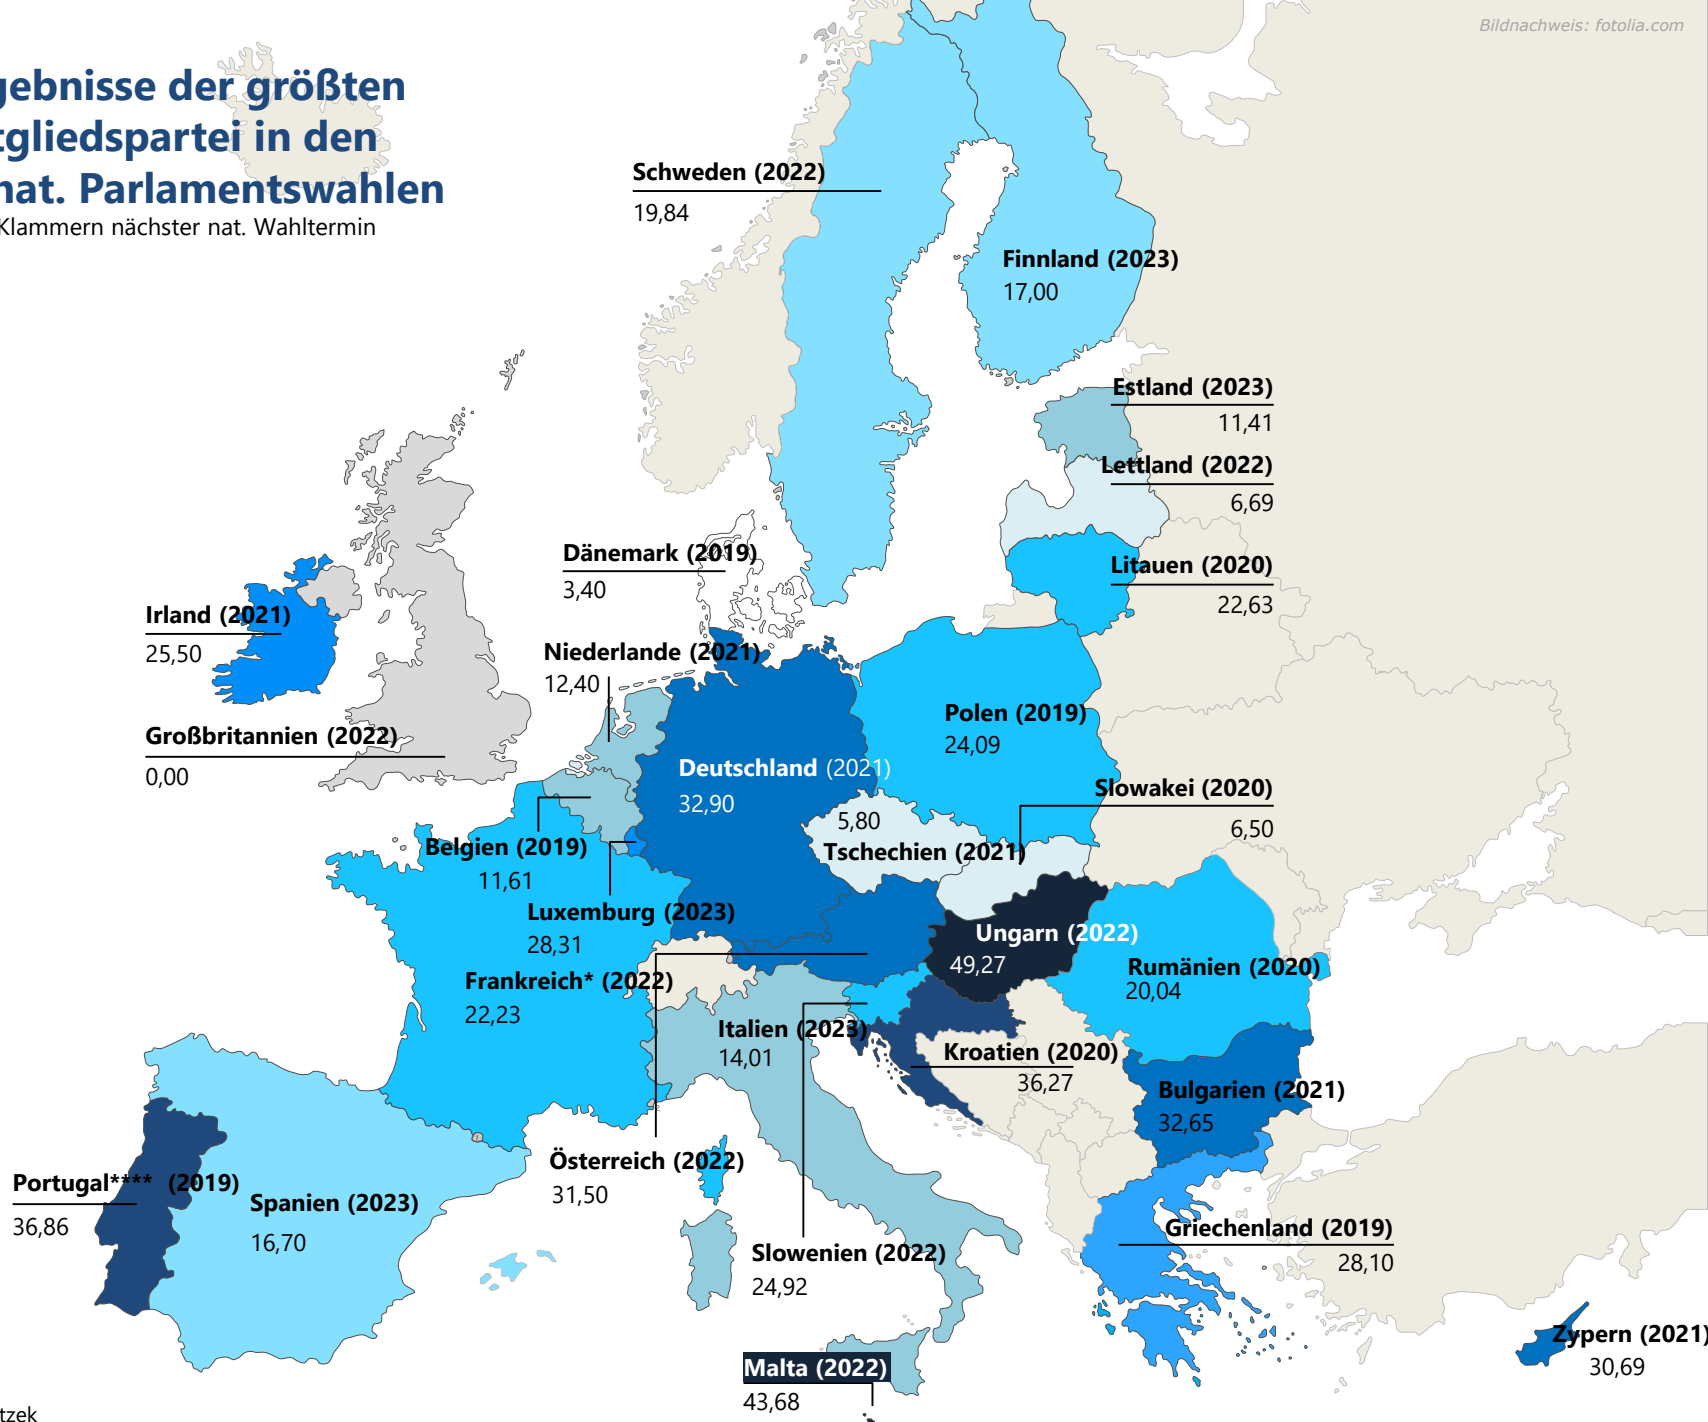 Bildnachweis: fotolia.com
gebnisse der größten
tgliedspartei in den
nat. Parlamentswahlen
Klammern nächster nat. Wahltermin
Schweden (2022)
19,84
Finnland (2023)
17,00
Estland (2023)
11,41
Lettland (2022)
6,69
Dänemark (2019)
3,40
Litauen (2020)
22,63
Irland (2021)
25,50
Niederlande (2021)
12,40
Großbritannien (2022)
0,00
Polen (2019)
24,09
Deutschland (2021)
32,90
Slowakei (2020)
6,50
5,80
Tschechien (2021)
Belgien (2019)
11,61
Luxemburg (2023)
28,31
Ungarn (2022)
49,27
Frankreich* (2022)
22,23
Rumänien (2020)
20,04
Italien (2023)
14,01
Kroatien (2020)
36,27
Bulgarien (2021)
32,65
Österreich (2022)
31,50
Portugal**** (2019)
36,86
Spanien (2023)
16,70
Griechenland (2019)
28,10
Slowenien (2022)
24,92
Zypern (2021)
30,69
Malta (2022)
43,68
tzek